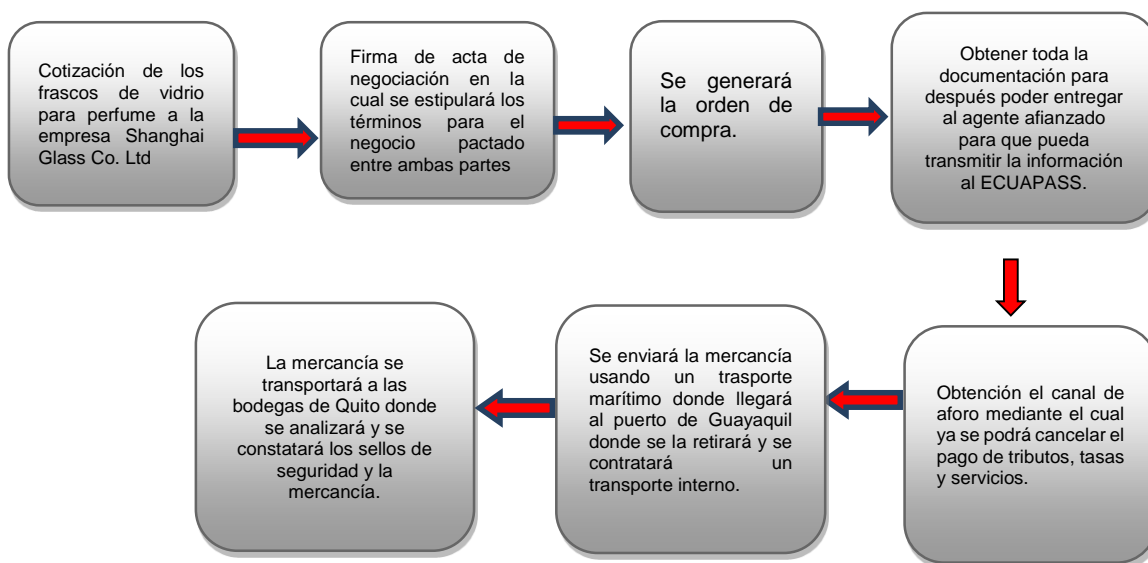 Cotización de los
frascos de vidrio
para perfume a la
empresa Shanghai
Glass Co. Ltd
Firma de acta de
negociación en la
cual se estipulará los
términos para el
negocio pactado
entre ambas partes
Se generará
la orden de
compra.
Obtener toda la
documentación para
después poder entregar
al agente afianzado
para que pueda
transmitir la información
al ECUAPASS.
Obtención el canal de
aforo mediante el cual
ya se podrá cancelar el
pago de tributos, tasas
y servicios.
Se enviará la mercancía
usando un trasporte
marítimo donde llegará
al puerto de Guayaquil
donde se la retirará y se
contratará un
transporte interno.
La mercancía se
transportará a las
bodegas de Quito donde
se analizará y se
constatará los sellos de
seguridad y la
mercancía.